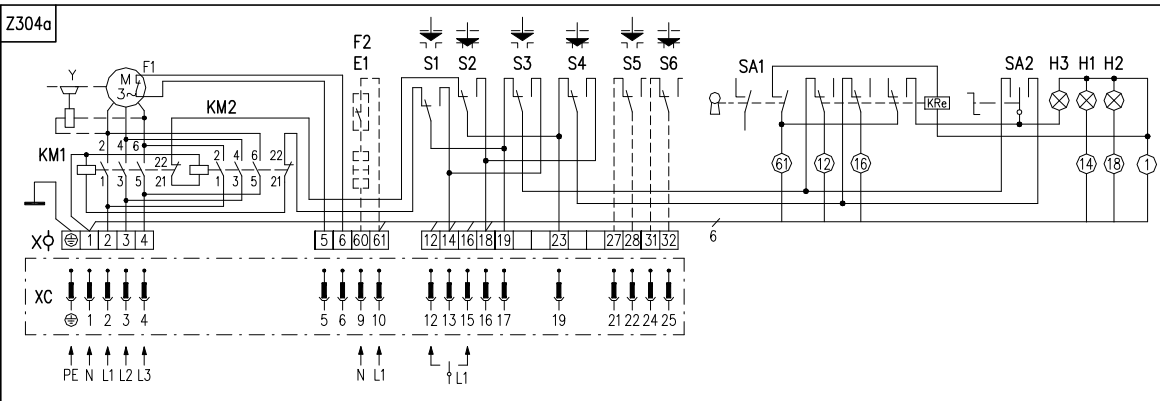 Z304a
F2
E1 S1 S2 S3 S4 S5 S6
SA1 SA2 H3 H1 H2
Y M 3 F1
KM2
KRe
2 4 6 2 4 6 22
KM1 22
1 3 5 21 1 3 5 21
61 12 16 14 18 1
6
X 1 2 3 4 5 6 60 61 12 14 16 18 19 23 27 28 31 32
XC
1 2 3 4 5 6 9 10 12 13 15 16 17 19 21 22 24 25
PE N L1 L2 L3 N L1 L1